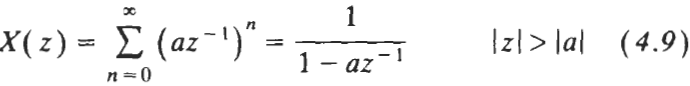 X(z) = ∑_{n=0}^{∞} (az⁻¹)ⁿ = 1 / (1 − az⁻¹)    |z| > |a|    (4.9)